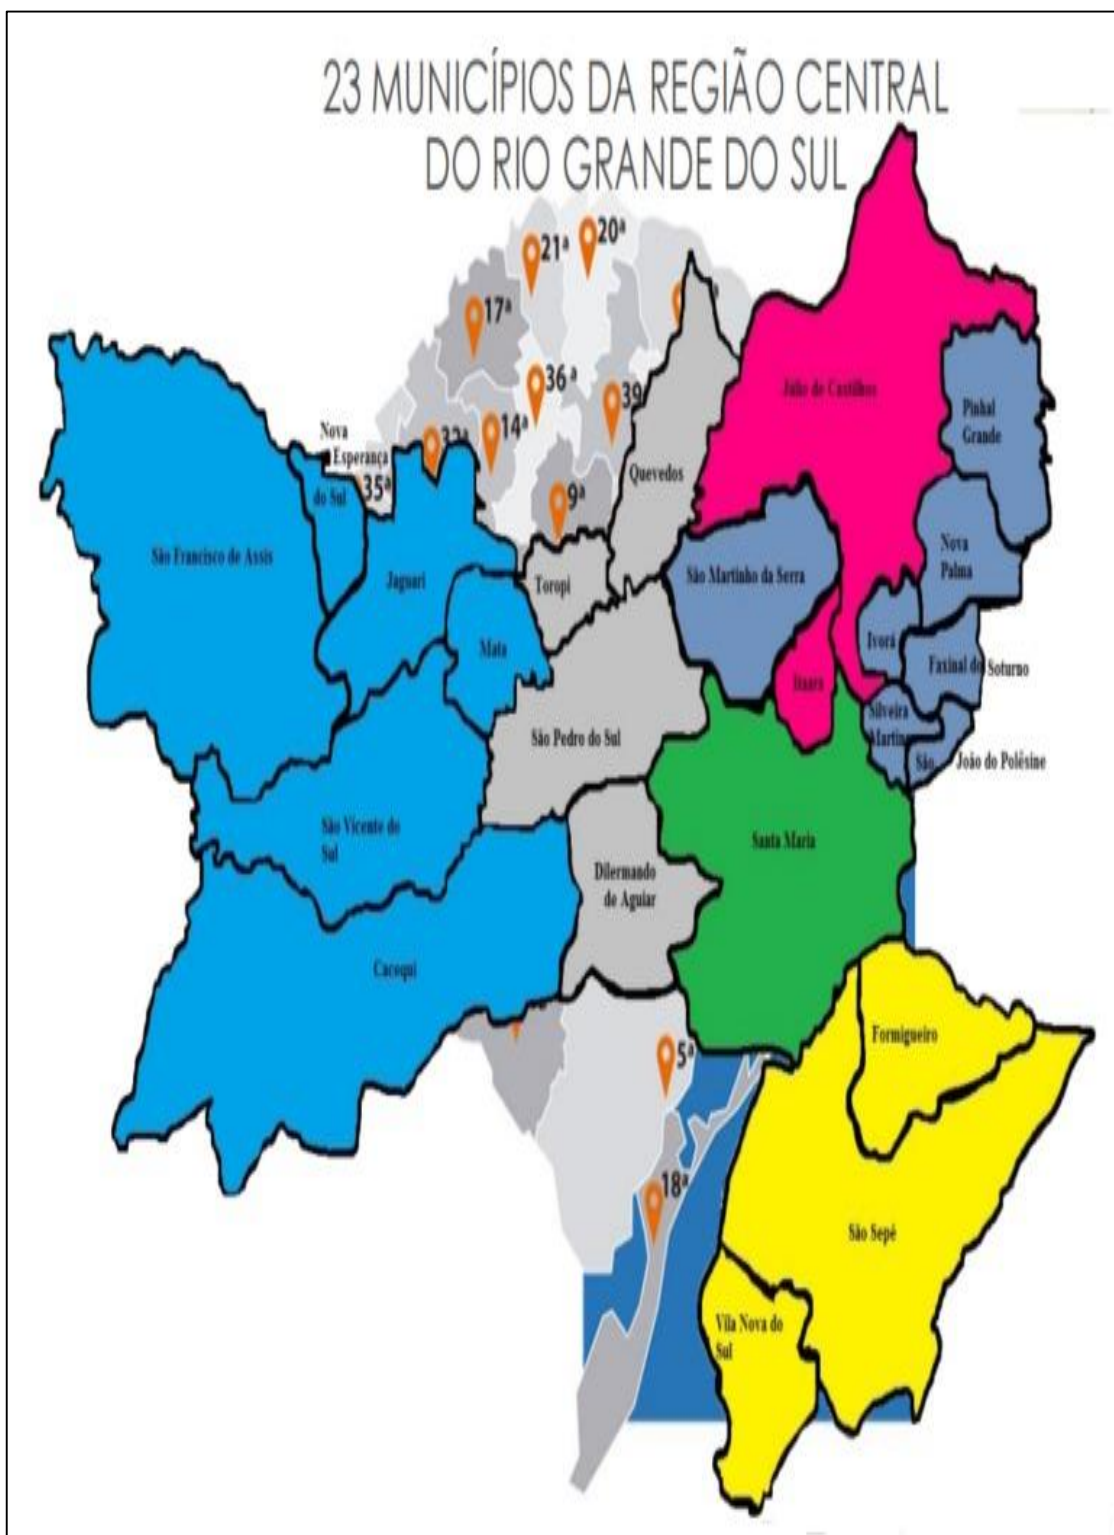 23 MUNICÍPIOS DA REGIÃO CENTRAL
DO RIO GRANDE DO SUL
20ª
21ª
17ª
36ª
39
14ª
35ª
9ª
Nova
Esperança
do Sul
São Francisco de Assis
Jaguari
Mata
Toropi
Quevedos
Júlio de Castilhos
Pinhal
Grande
Nova
Palma
São Martinho da Serra
Ivorá
Faxinal do Soturno
Itaara
Silveira
Martins
São
João do Polêsine
São Pedro do Sul
São Vicente do
Sul
Santa Maria
Dilermando
de Aguiar
Cacequi
Formigueiro
5ª
18ª
São Sepé
Vila Nova do
Sul